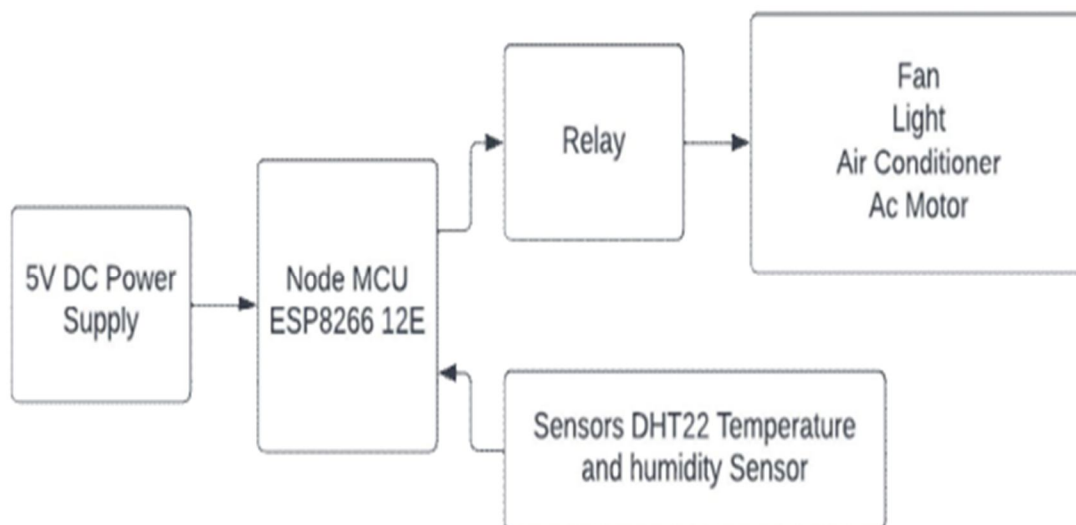 Fan
Light
Air Conditioner
Ac Motor
Relay
5V DC Power
Supply
Node MCU
ESP8266 12E
Sensors DHT22 Temperature
and humidity Sensor